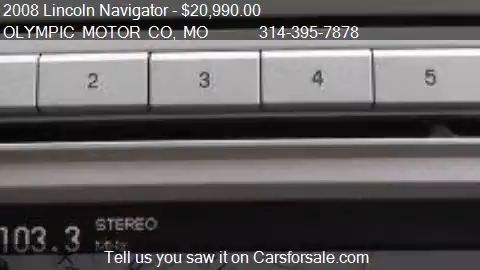 2008 Lincoln Navigator - $20,990.00
OLYMPIC MOTOR CO, MO 314-395-7878
2 3 4 5
STEREO
103.3 MHz
Tell us you saw it on Carsforsale.com